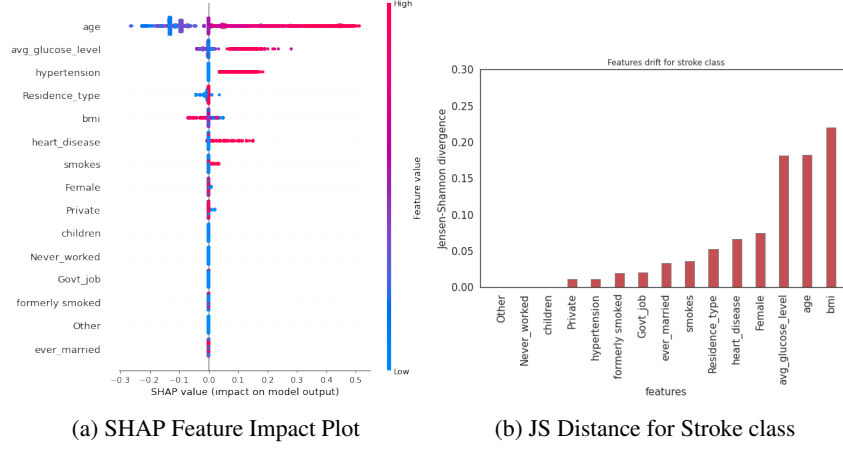 High
age
avg_glucose_level
hypertension
Residence_type
bmi
heart_disease
smokes
Female
Private
children
Never_worked
Govt_job
formerly smoked
Other
ever_married
Low
Feature value
−0.3 −0.2 −0.1 0.0 0.1 0.2 0.3 0.4 0.5
SHAP value (impact on model output)
(a) SHAP Feature Impact Plot
Features drift for stroke class
0.30
0.25
0.20
0.15
0.10
0.05
0.00
Jensen-Shannon divergence
Other
Never_worked
children
Private
hypertension
formerly smoked
Govt_job
ever_married
smokes
Residence_type
heart_disease
Female
avg_glucose_level
age
bmi
features
(b) JS Distance for Stroke class